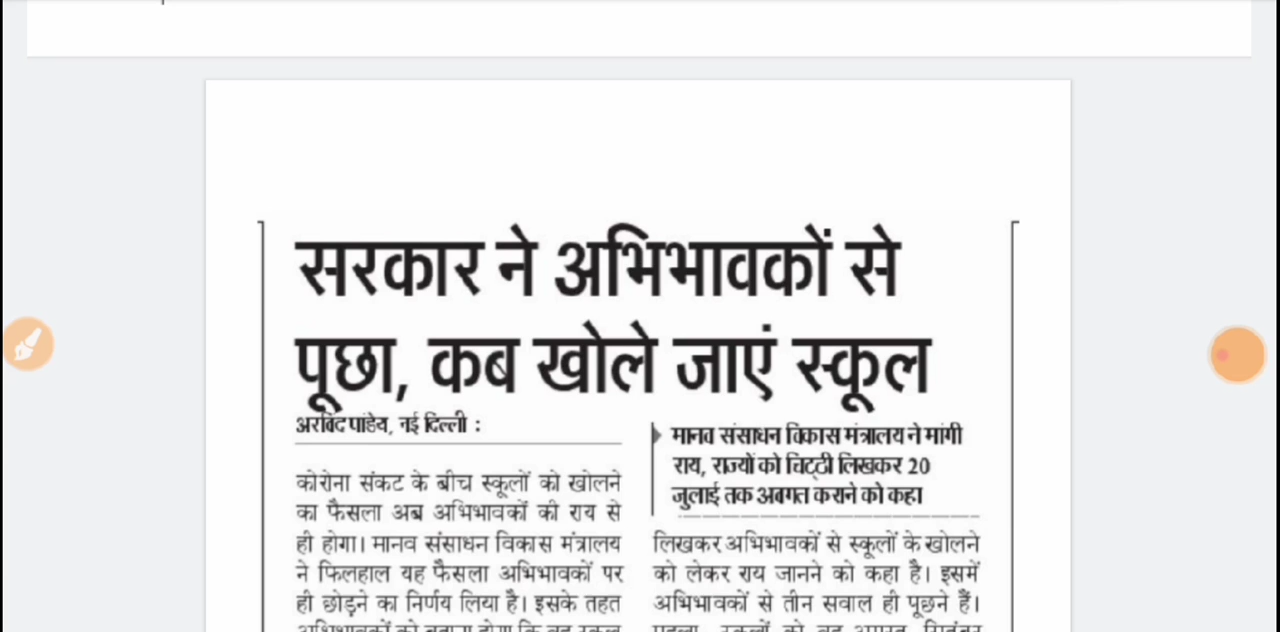 सरकार ने अभिभावकों से
पूछा, कब खोले जाएं स्कूल
अरविंद पांडेय, नई दिल्ली :
कोरोना संकट के बीच स्कूलों को खोलने
का फैसला अब अभिभावकों की राय से
ही होगा। मानव संसाधन विकास मंत्रालय
ने फिलहाल यह फैसला अभिभावकों पर
ही छोड़ने का निर्णय लिया है। इसके तहत
मानव संसाधन विकास मंत्रालय ने मांगी
राय, राज्यों को चिट्ठी लिखकर 20
जुलाई तक अवगत कराने को कहा
लिखकर अभिभावकों से स्कूलों के खोलने
को लेकर राय जानने को कहा है। इसमें
अभिभावकों से तीन सवाल ही पूछने हैं।